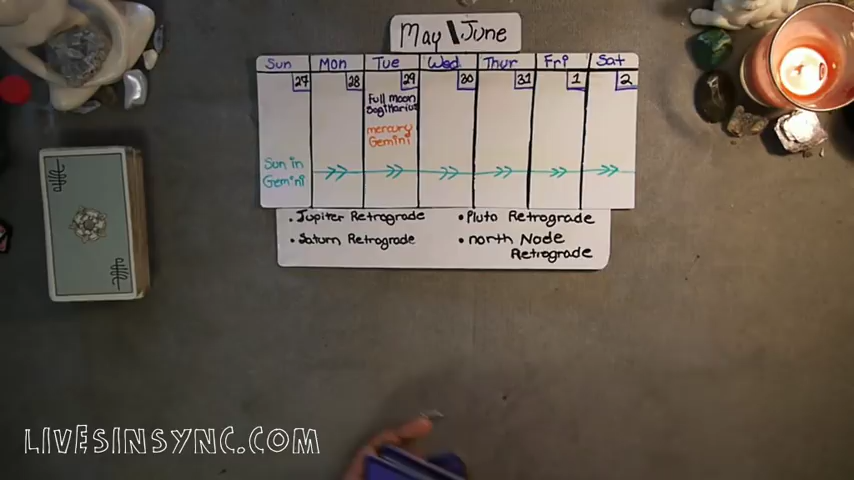 May \ June
Sun Mon Tue Wed Thur Fri Sat
27 28 29 30 31 1 2
Full moon
Sagittarius
mercury
Gemini
Sun in
Gemini
• Jupiter Retrograde
• Saturn Retrograde
• Pluto Retrograde
• north Node
Retrograde
LIVESINSYNC.COM